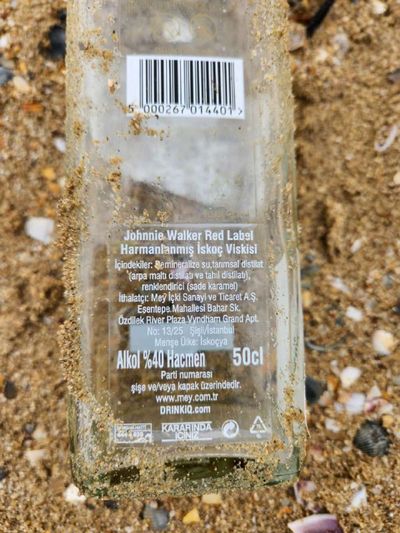 5 000267 014401 >
Johnnie Walker Red Label
Harmanlanmış İskoç Viskisi
İçindekiler: Demineralize su,tarımsal distilat
(arpa maltı distilatı ve tahıl distilatı),
renklendirici (sade karamel)
İthalatçı: Mey İçki Sanayi ve Ticaret A.Ş.
Esentepe Mahallesi Bahar Sk.
Özdilek River Plaza Vyndham Grand Apt.
No: 13/25 Şişli/İstanbul
Menşe Ülke: İskoçya
Alkol %40 Hacmen 50cl
Parti numarası
şişe ve/veya kapak üzerindedir.
www.mey.com.tr
DRINKiQ.com
KARARINDA
İÇİNİZ